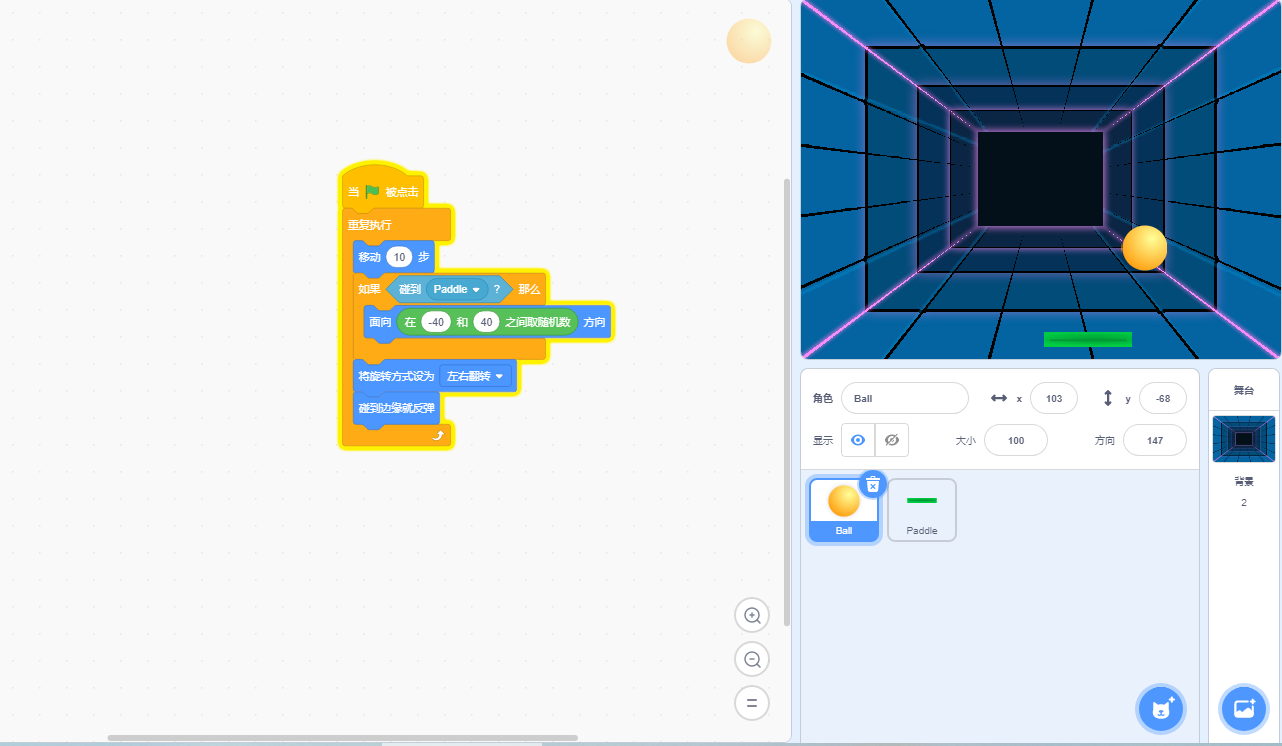 当 被点击
重复执行
移动 10 步
如果 碰到 Paddle ? 那么
面向 在 -40 和 40 之间取随机数 方向
将旋转方式设为 左右翻转
碰到边缘就反弹
角色 Ball x 103 y -68
显示 大小 100 方向 147
Ball
Paddle
舞台
背景
2